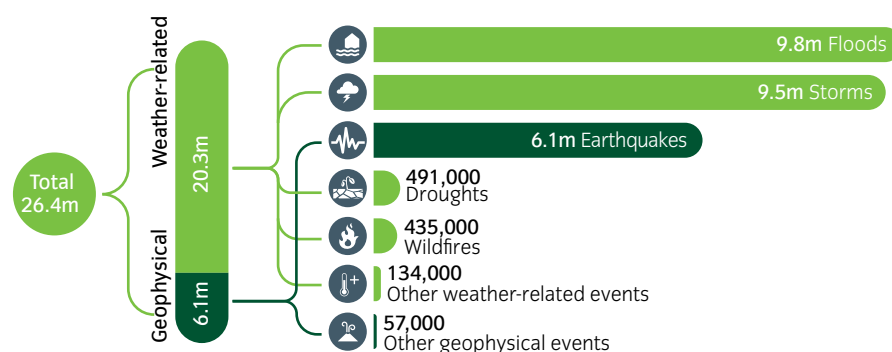 Total
26.4m
Weather-related
Geophysical
20.3m
6.1m
9.8m Floods
9.5m Storms
6.1m Earthquakes
491,000
Droughts
435,000
Wildfires
134,000
Other weather-related events
57,000
Other geophysical events